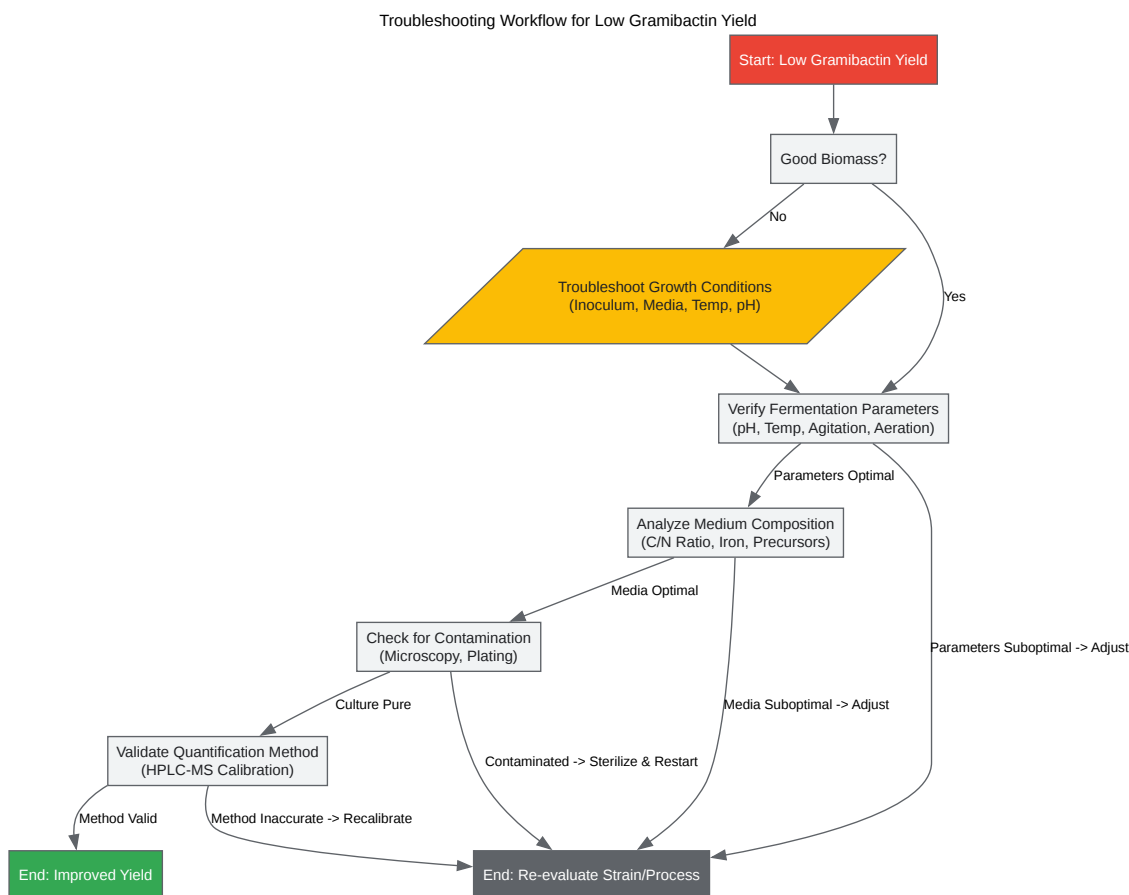 Troubleshooting Workflow for Low Gramibactin Yield
Start: Low Gramibactin Yield
Good Biomass?
No
Troubleshoot Growth Conditions
(Inoculum, Media, Temp, pH)
Yes
Verify Fermentation Parameters
(pH, Temp, Agitation, Aeration)
Parameters Optimal
Analyze Medium Composition
(C/N Ratio, Iron, Precursors)
Media Optimal
Check for Contamination
(Microscopy, Plating)
Parameters Suboptimal -> Adjust
Culture Pure
Media Suboptimal -> Adjust
Validate Quantification Method
(HPLC-MS Calibration)
Contaminated -> Sterilize & Restart
Method Valid
Method Inaccurate -> Recalibrate
End: Improved Yield
End: Re-evaluate Strain/Process